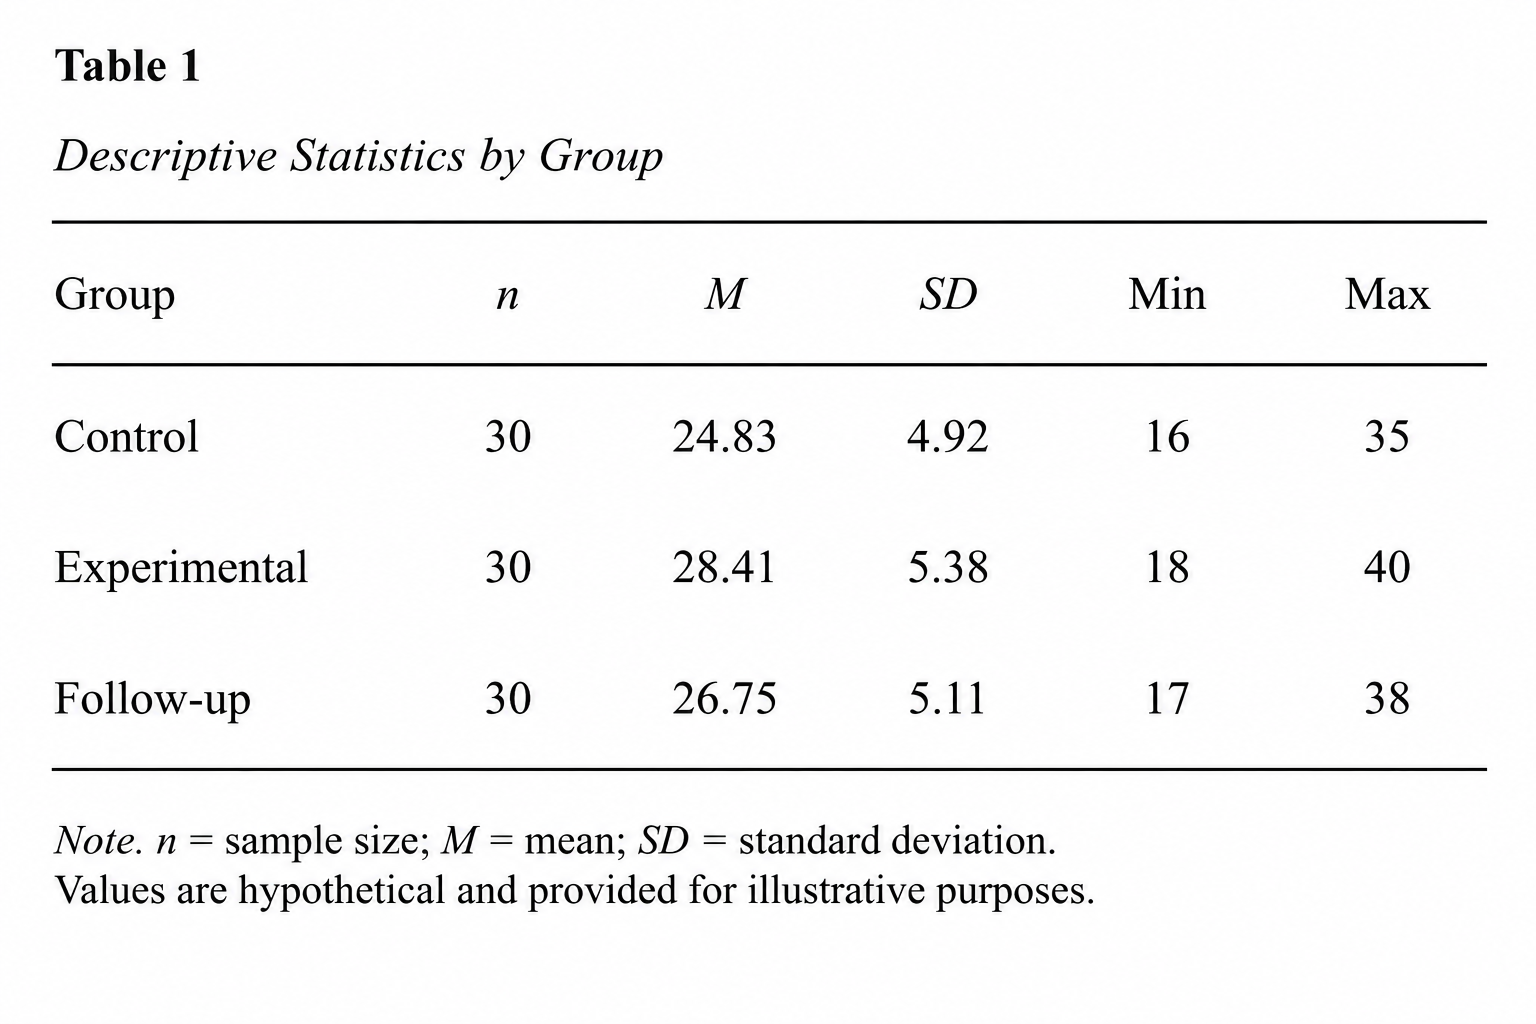 Table 1
Descriptive Statistics by Group
Group n M SD Min Max
Control 30 24.83 4.92 16 35
Experimental 30 28.41 5.38 18 40
Follow-up 30 26.75 5.11 17 38
Note. n = sample size; M = mean; SD = standard deviation.
Values are hypothetical and provided for illustrative purposes.